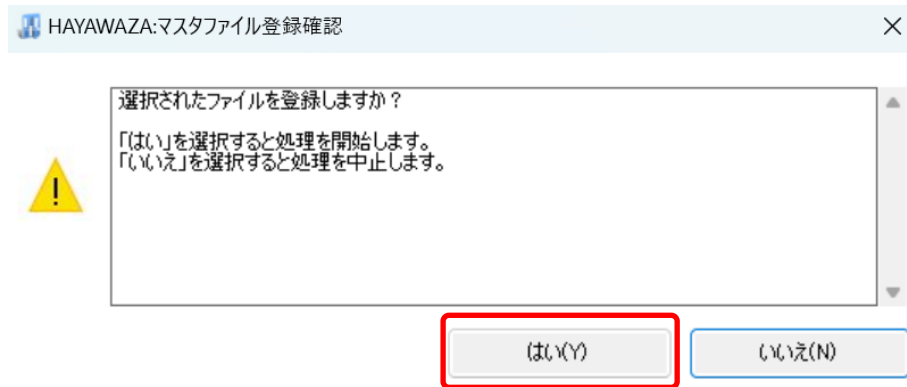 HAYAWAZA:マスタファイル登録確認
選択されたファイルを登録しますか？
「はい」を選択すると処理を開始します。
「いいえ」を選択すると処理を中止します。
はい(Y)
いいえ(N)